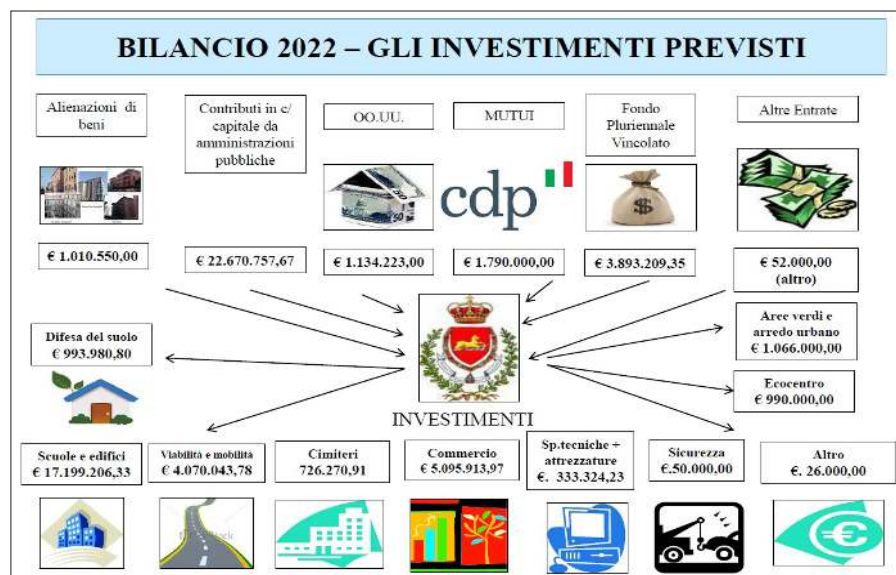 BILANCIO 2022 – GLI INVESTIMENTI PREVISTI
Alienazioni di
beni
Contributi in c/
capitale da
amministrazioni
pubbliche
OO.UU.
MUTUI
Fondo
Pluriennale
Vincolato
Altre Entrate
cdp
€ 1.010.550,00
€ 22.670.757,67
€ 1.134.223,00
€ 1.790.000,00
€ 3.893.209,35
€ 52.000,00
(altro)
Difesa del suolo
€ 993.980,80
Aree verdi e
arredo urbano
€ 1.066.000,00
Ecocentro
€ 990.000,00
INVESTIMENTI
Scuole e edifici
€ 17.199.206,33
Viabilità e mobilità
€ 4.070.043,78
Cimiteri
726.270,91
Commercio
€ 5.095.913,97
Sp.tecniche +
attrezzature
€. 333.324,23
Sicurezza
€.50.000,00
Altro
€. 26.000,00